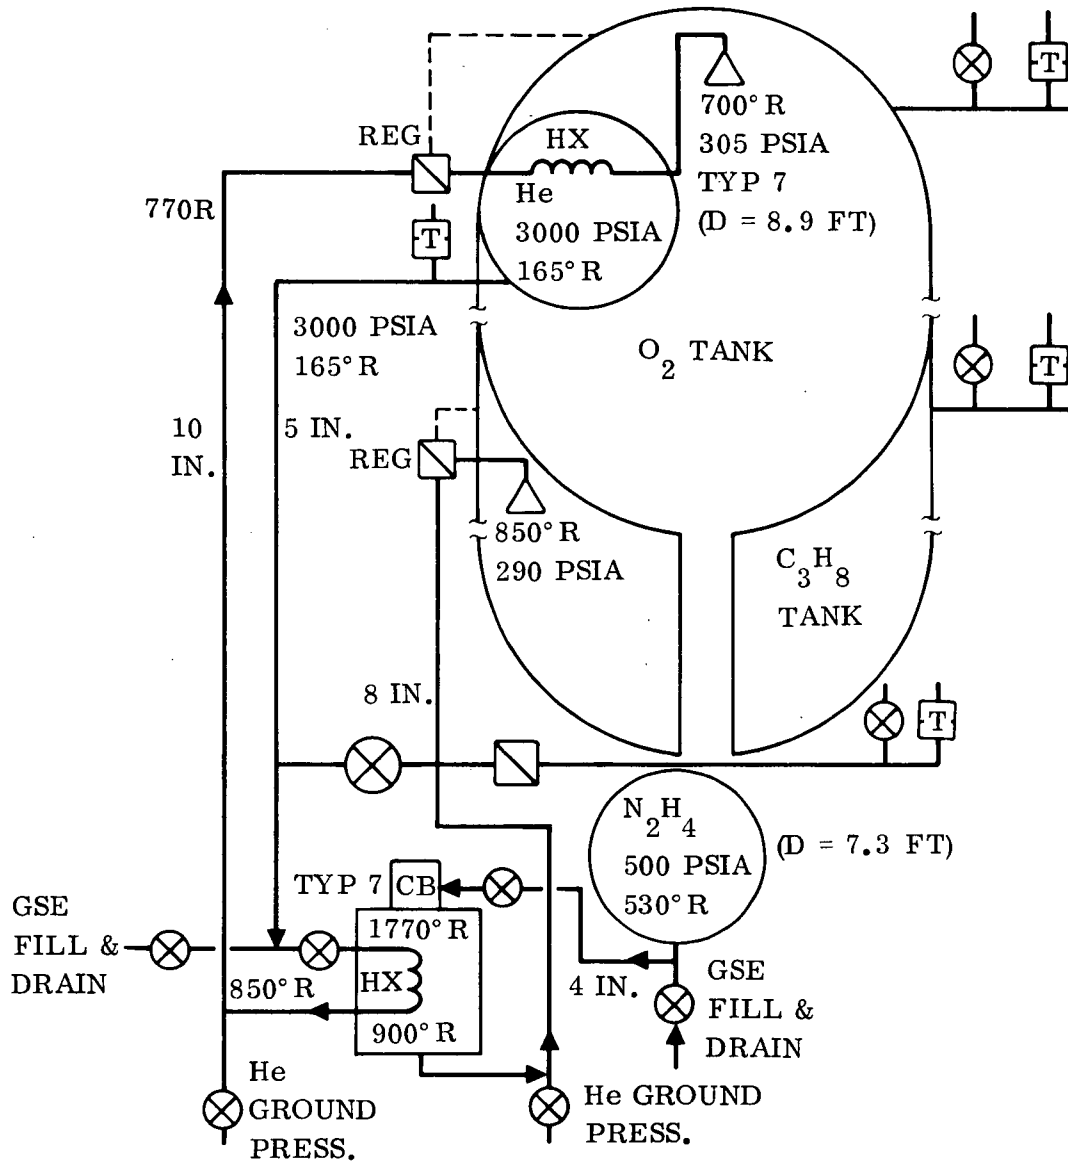 T
REG
HX
700° R
305 PSIA
TYP 7
(D = 8.9 FT)
770R
T
He
3000 PSIA
165° R
3000 PSIA
165° R
O2 TANK
T
10
IN.
5 IN.
REG
850° R
290 PSIA
C3H8
TANK
8 IN.
T
N2H4
500 PSIA
530° R
(D = 7.3 FT)
TYP 7
CB
GSE
FILL &
DRAIN
1770° R
HX
850° R
900° R
4 IN.
GSE
FILL &
DRAIN
He
GROUND
PRESS.
He GROUND
PRESS.